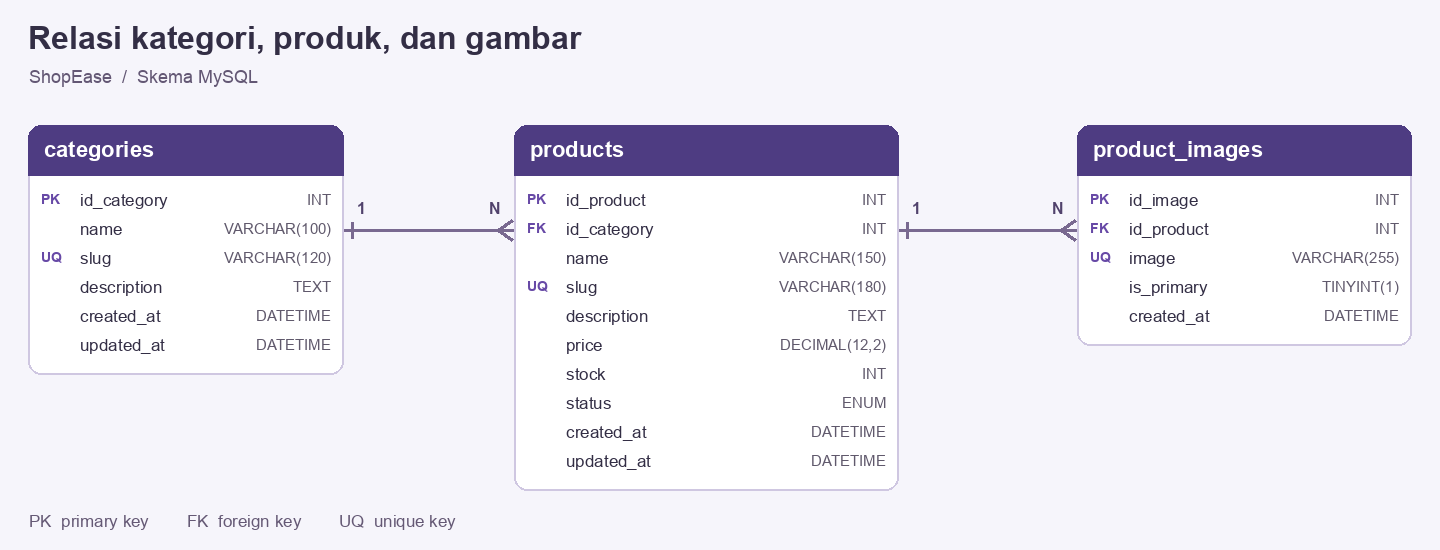 Relasi kategori, produk, dan gambar
ShopEase / Skema MySQL
categories
PK id_category INT
name VARCHAR(100)
UQ slug VARCHAR(120)
description TEXT
created_at DATETIME
updated_at DATETIME
1 N
products
PK id_product INT
FK id_category INT
name VARCHAR(150)
UQ slug VARCHAR(180)
description TEXT
price DECIMAL(12,2)
stock INT
status ENUM
created_at DATETIME
updated_at DATETIME
1 N
product_images
PK id_image INT
FK id_product INT
UQ image VARCHAR(255)
is_primary TINYINT(1)
created_at DATETIME
PK primary key FK foreign key UQ unique key